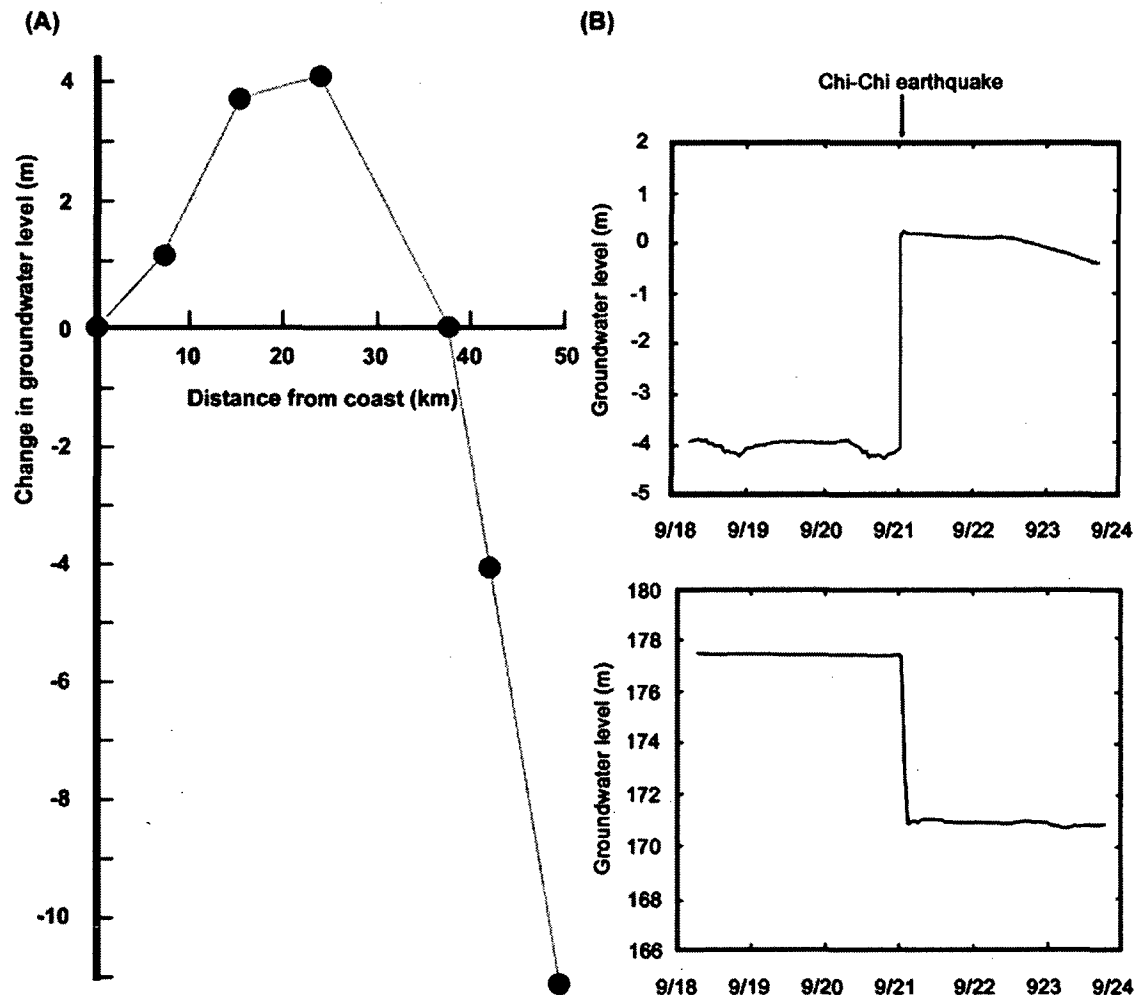 (A)
4
2
0
-2
-4
-6
-8
-10
Change in groundwater level (m)
10 20 30 40 50
Distance from coast (km)
(B)
Chi-Chi earthquake
2
1
0
-1
-2
-3
-4
-5
Groundwater level (m)
9/18 9/19 9/20 9/21 9/22 923 9/24
180
178
176
174
172
170
168
166
Groundwater level (m)
9/18 9/19 9/20 9/21 9/22 923 9/24